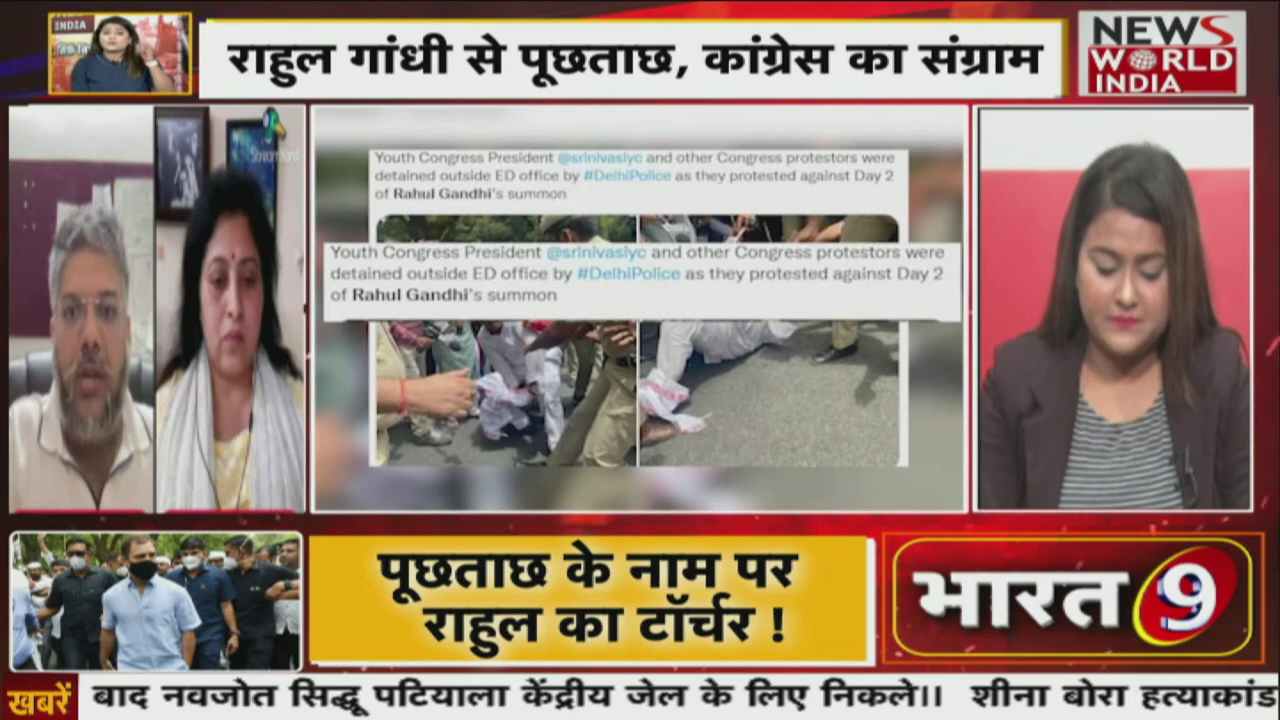 INDIA
राहुल गांधी से पूछताछ, कांग्रेस का संग्राम
NEWS
WORLD
INDIA
StreamYard
Youth Congress President @srinivasiyc and other Congress protestors were
detained outside ED office by #DelhiPolice as they protested against Day 2
of Rahul Gandhi's summon
Youth Congress President @srinivasiyc and other Congress protestors were
detained outside ED office by #DelhiPolice as they protested against Day 2
of Rahul Gandhi's summon
पूछताछ के नाम पर
राहुल का टॉर्चर !
भारत 9
खबरें बाद नवजोत सिद्धू पटियाला केंद्रीय जेल के लिए निकले।। शीना बोरा हत्याकांड